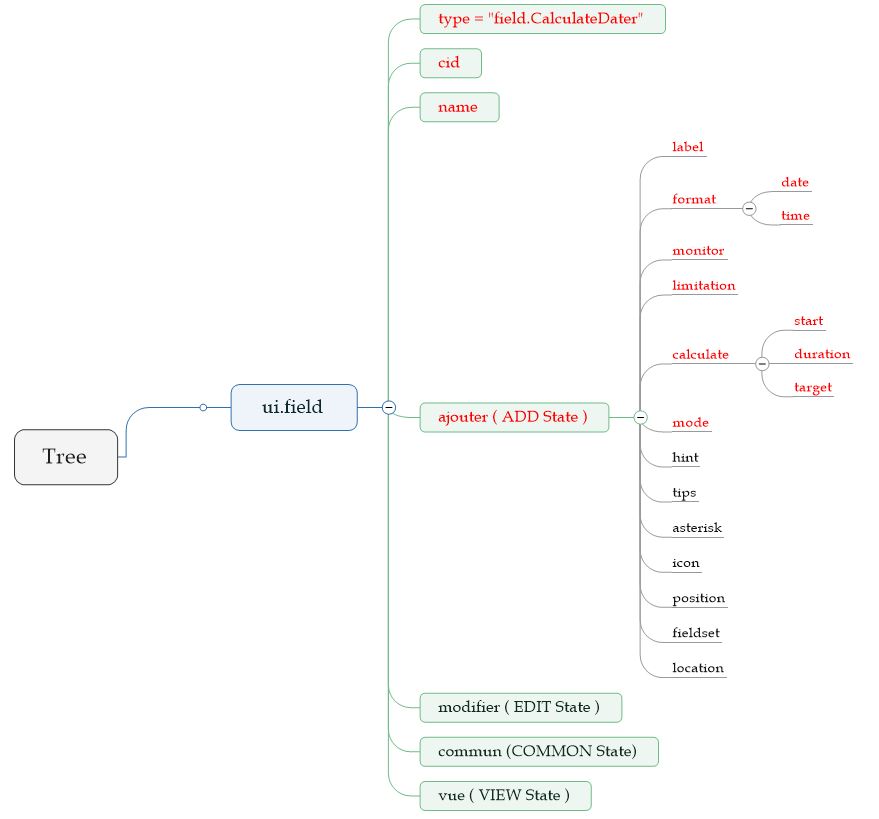 type = "field.CalculateDater"
cid
name
label
format
date
time
monitor
limitation
calculate
start
duration
target
Tree
ui.field
ajouter ( ADD State )
mode
hint
tips
asterisk
icon
position
fieldset
location
modifier ( EDIT State )
commun (COMMON State)
vue ( VIEW State )